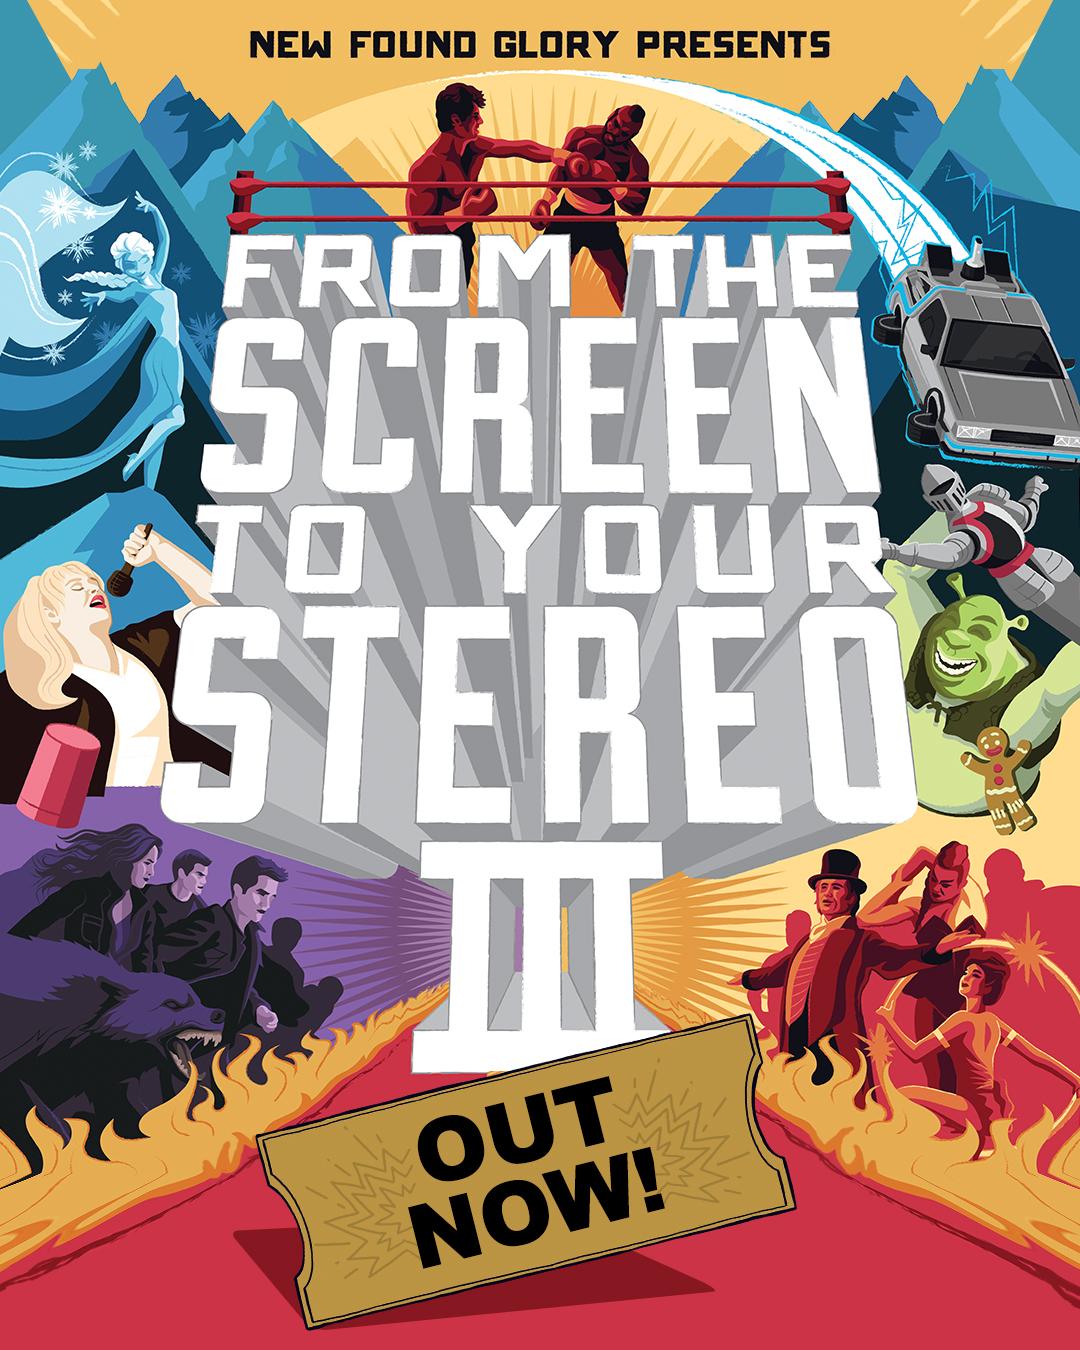 NEW FOUND GLORY PRESENTS
FROM THE
SCREEN
TO YOUR
STEREO
III
OUT
NOW!